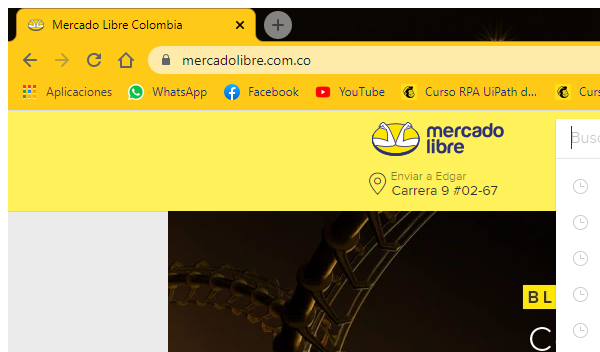 Mercado Libre Colombia
mercadolibre.com.co
Aplicaciones WhatsApp Facebook YouTube Curso RPA UiPath d... Curs
mercado
libre
Enviar a Edgar
Carrera 9 #02-67
Busc
BL
C